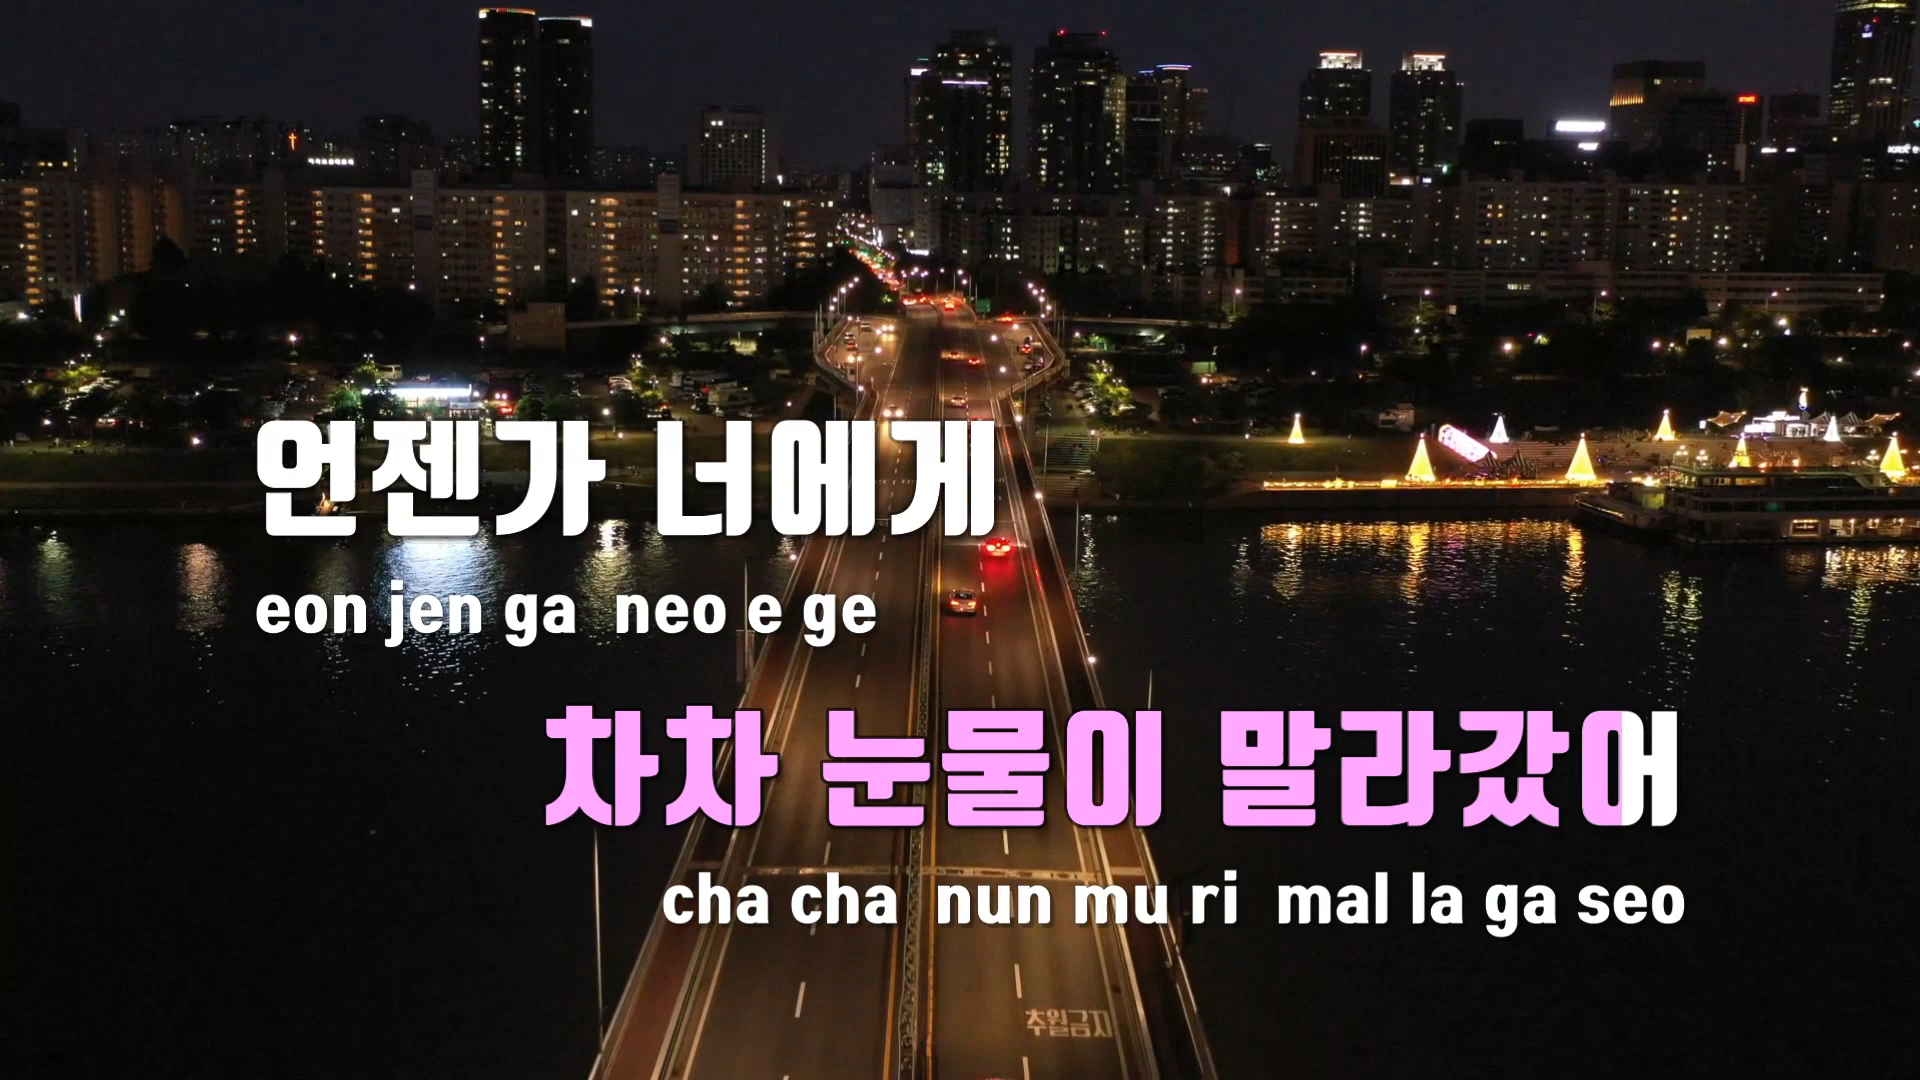 언젠가 너에게
eon jen ga neo e ge
차차 눈물이 말라갔어
cha cha nun mu ri mal la ga seo
추월금지